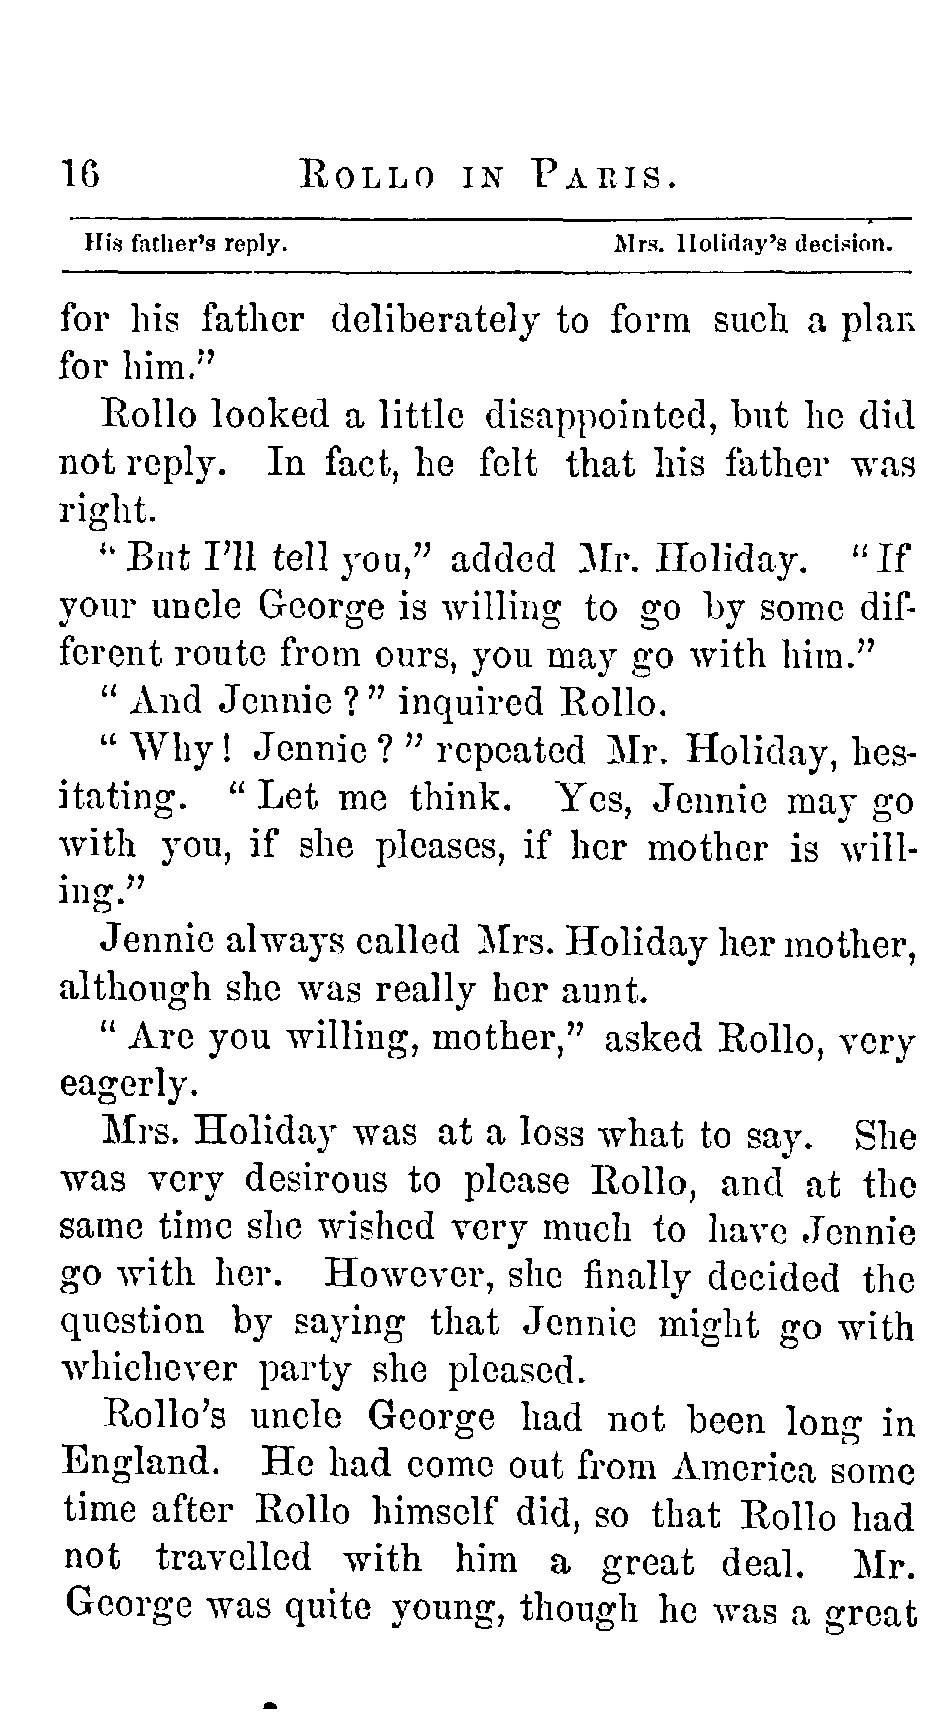 16 ROLLO IN PARIS.
His father's reply. Mrs. Holiday's decision.
for his father deliberately to form such a plan
for him."
Rollo looked a little disappointed, but he did
not reply. In fact, he felt that his father was
right.
"But I'll tell you," added Mr. Holiday. "If
your uncle George is willing to go by some dif-
ferent route from ours, you may go with him."
"And Jennie?" inquired Rollo.
"Why! Jennie?" repeated Mr. Holiday, hes-
itating. "Let me think. Yes, Jennie may go
with you, if she pleases, if her mother is will-
ing."
Jennie always called Mrs. Holiday her mother,
although she was really her aunt.
"Are you willing, mother," asked Rollo, very
eagerly.
Mrs. Holiday was at a loss what to say. She
was very desirous to please Rollo, and at the
same time she wished very much to have Jennie
go with her. However, she finally decided the
question by saying that Jennie might go with
whichever party she pleased.
Rollo's uncle George had not been long in
England. He had come out from America some
time after Rollo himself did, so that Rollo had
not travelled with him a great deal. Mr.
George was quite young, though he was a great